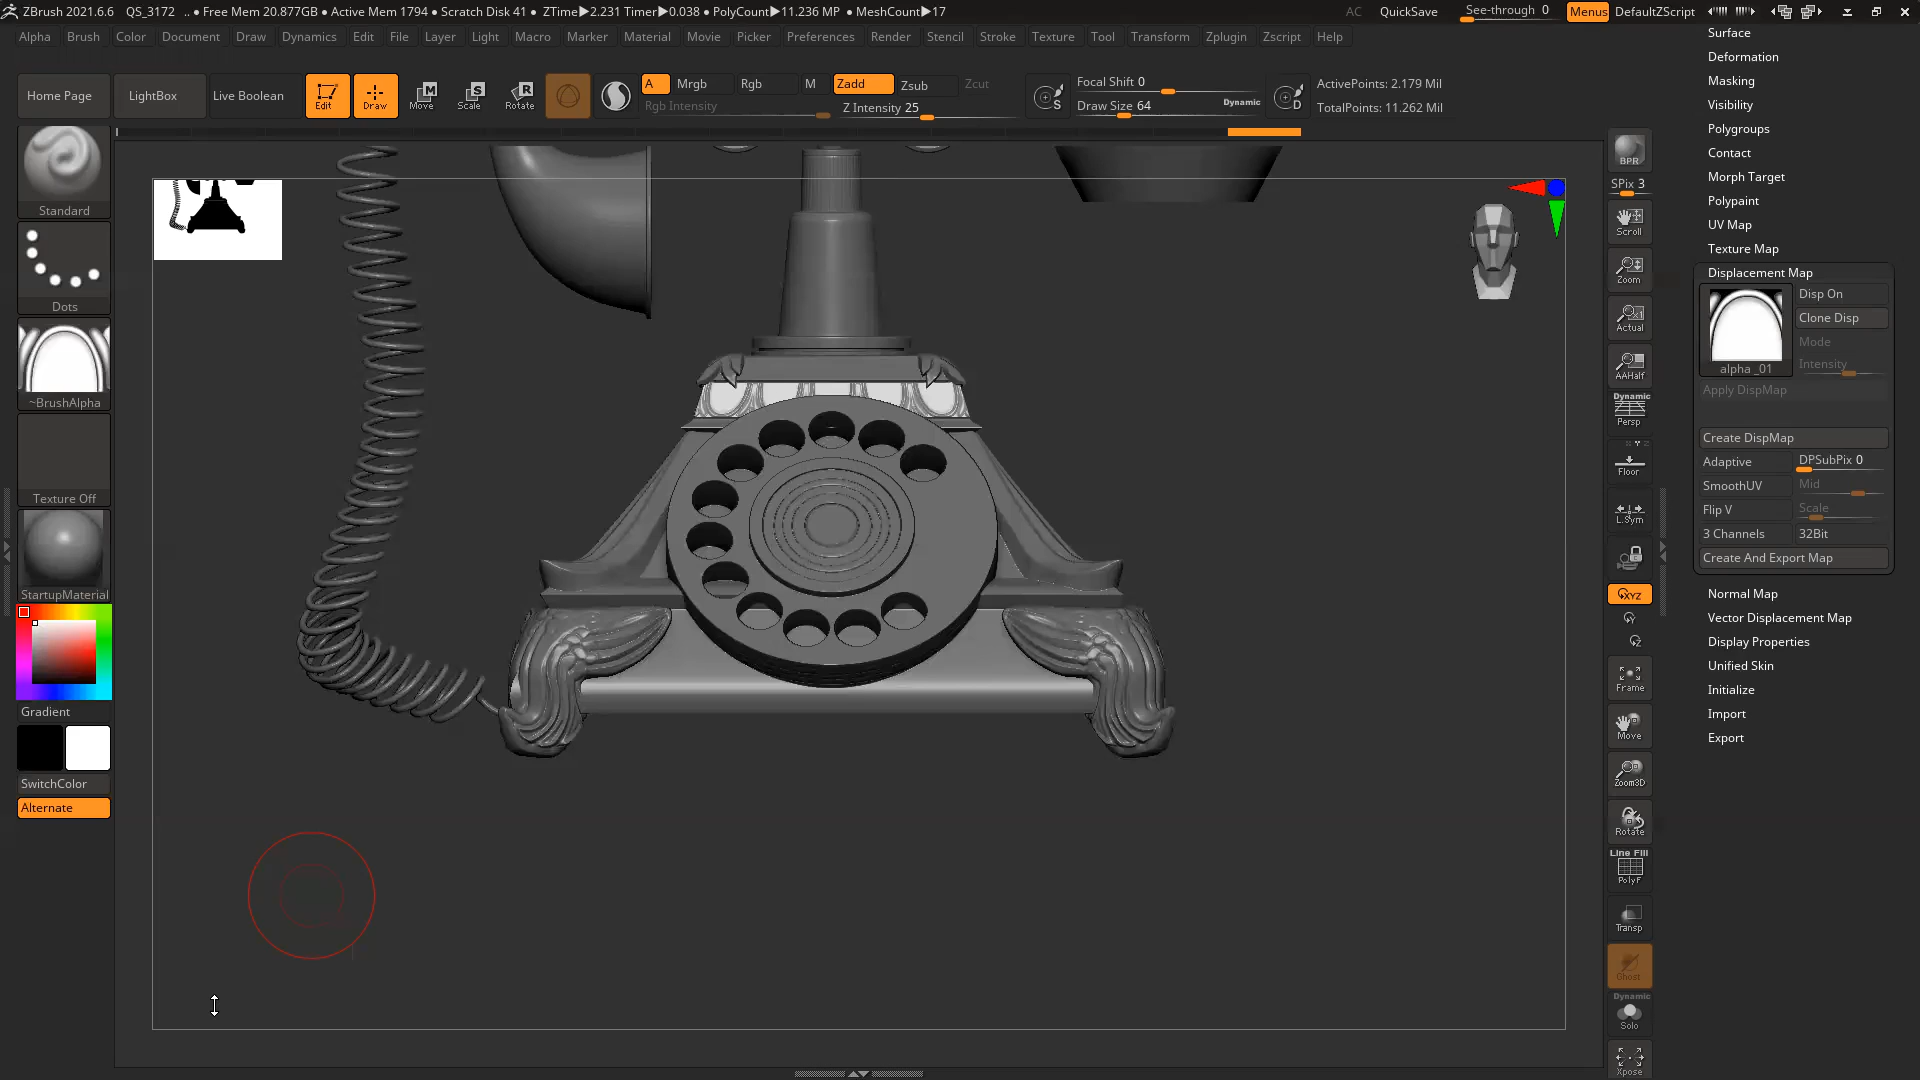 ZBrush 2021.6.6 QS_3172 .. ● Free Mem 20.877GB ● Active Mem 1794 ● Scratch Disk 41 ● ZTime▶2.231 Timer▶0.038 ● PolyCount▶11.236 MP ● MeshCount▶17 AC QuickSave See-through 0 Menus DefaultZScript
Alpha Brush Color Document Draw Dynamics Edit File Layer Light Macro Marker Material Movie Picker Preferences Render Stencil Stroke Texture Tool Transform Zplugin Zscript Help
Home Page LightBox Live Boolean Edit Draw Move Scale Rotate
A Mrgb Rgb M Zadd Zsub Zcut
Rgb Intensity Z Intensity 25
S Focal Shift 0
Draw Size 64 Dynamic
D ActivePoints: 2.179 Mil
TotalPoints: 11.262 Mil
Standard
Dots
~BrushAlpha
Texture Off
StartupMaterial
Gradient
SwitchColor
Alternate
BPR
SPix 3
Scroll
Zoom
Actual
AAHalf
Dynamic
Persp
Floor
L.Sym
XYZ
Y
Z
Frame
Move
Zoom3D
Rotate
Line Fill
PolyF
Transp
Ghost
Dynamic
Solo
Xpose
Surface
Deformation
Masking
Visibility
Polygroups
Contact
Morph Target
Polypaint
UV Map
Texture Map
Displacement Map
alpha _01
Disp On
Clone Disp
Mode
Intensity
Apply DispMap
Create DispMap
Adaptive DPSubPix 0
SmoothUV Mid
Flip V Scale
3 Channels 32Bit
Create And Export Map
Normal Map
Vector Displacement Map
Display Properties
Unified Skin
Initialize
Import
Export